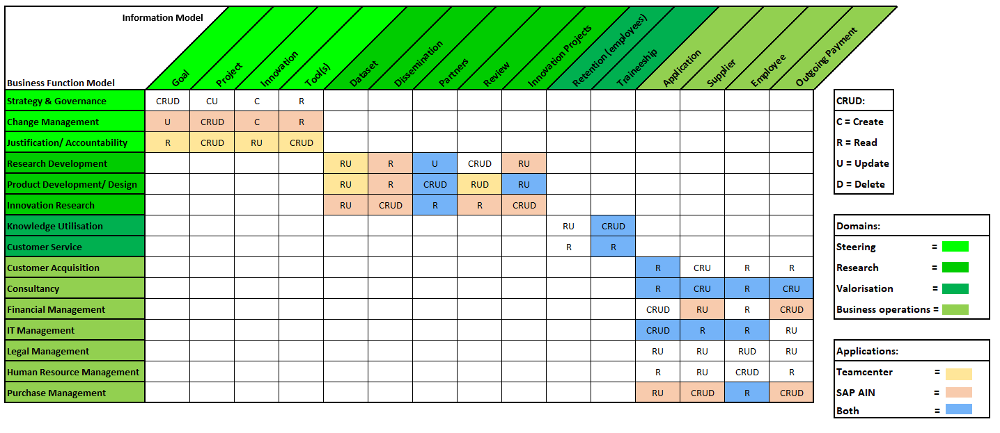 Information Model
Business Function Model
Goal
Project
Innovation
Tool(s)
Dataset
Dissemination
Partners
Review
Innovation Projects
Retention (employees)
Traineeship
Application
Supplier
Employee
Outgoing Payment
Strategy & Governance CRUD CU C R
Change Management U CRUD C R
Justification/ Accountability R CRUD RU CRUD
Research Development RU R U CRUD RU
Product Development/ Design RU R CRUD RUD RU
Innovation Research RU CRUD R R CRUD
Knowledge Utilisation RU CRUD
Customer Service R R
Customer Acquisition R CRU R R
Consultancy R CRU R CRU
Financial Management CRUD RU R CRUD
IT Management CRUD R R RU
Legal Management RU RU RUD RU
Human Resource Management R RU CRUD R
Purchase Management RU CRUD R CRUD
CRUD:
C = Create
R = Read
U = Update
D = Delete
Domains:
Steering =
Research =
Valorisation =
Business operations =
Applications:
Teamcenter =
SAP AIN =
Both =